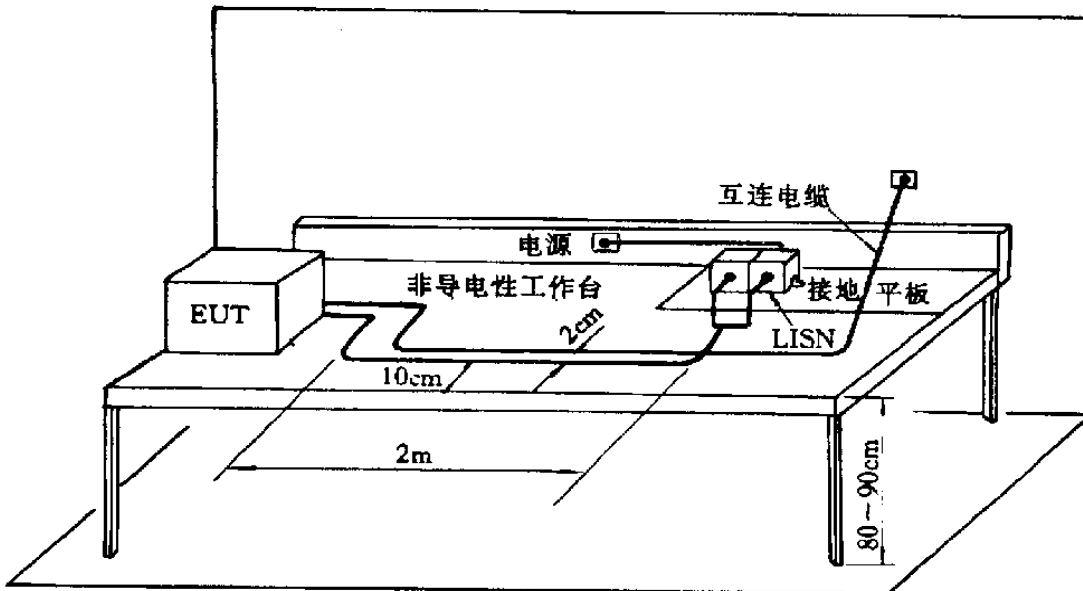 互连电缆
电源
非导电性工作台
接地 平板
EUT
LISN
2cm
10cm
2m
80~90cm